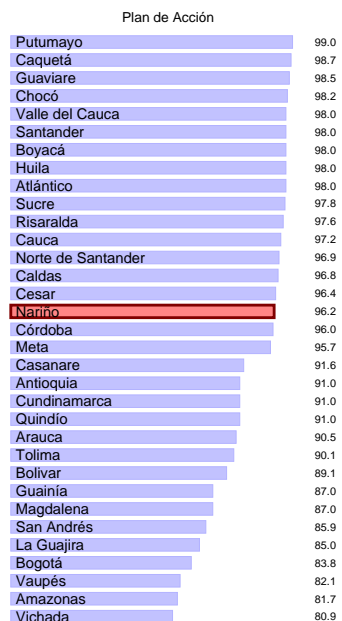 Plan de Acción
Putumayo 99.0
Caquetá 98.7
Guaviare 98.5
Chocó 98.2
Valle del Cauca 98.0
Santander 98.0
Boyacá 98.0
Huila 98.0
Atlántico 98.0
Sucre 97.8
Risaralda 97.6
Cauca 97.2
Norte de Santander 96.9
Caldas 96.8
Cesar 96.4
Nariño 96.2
Córdoba 96.0
Meta 95.7
Casanare 91.6
Antioquia 91.0
Cundinamarca 91.0
Quindío 91.0
Arauca 90.5
Tolima 90.1
Bolivar 89.1
Guainía 87.0
Magdalena 87.0
San Andrés 85.9
La Guajira 85.0
Bogotá 83.8
Vaupés 82.1
Amazonas 81.7
Vichada 80.9